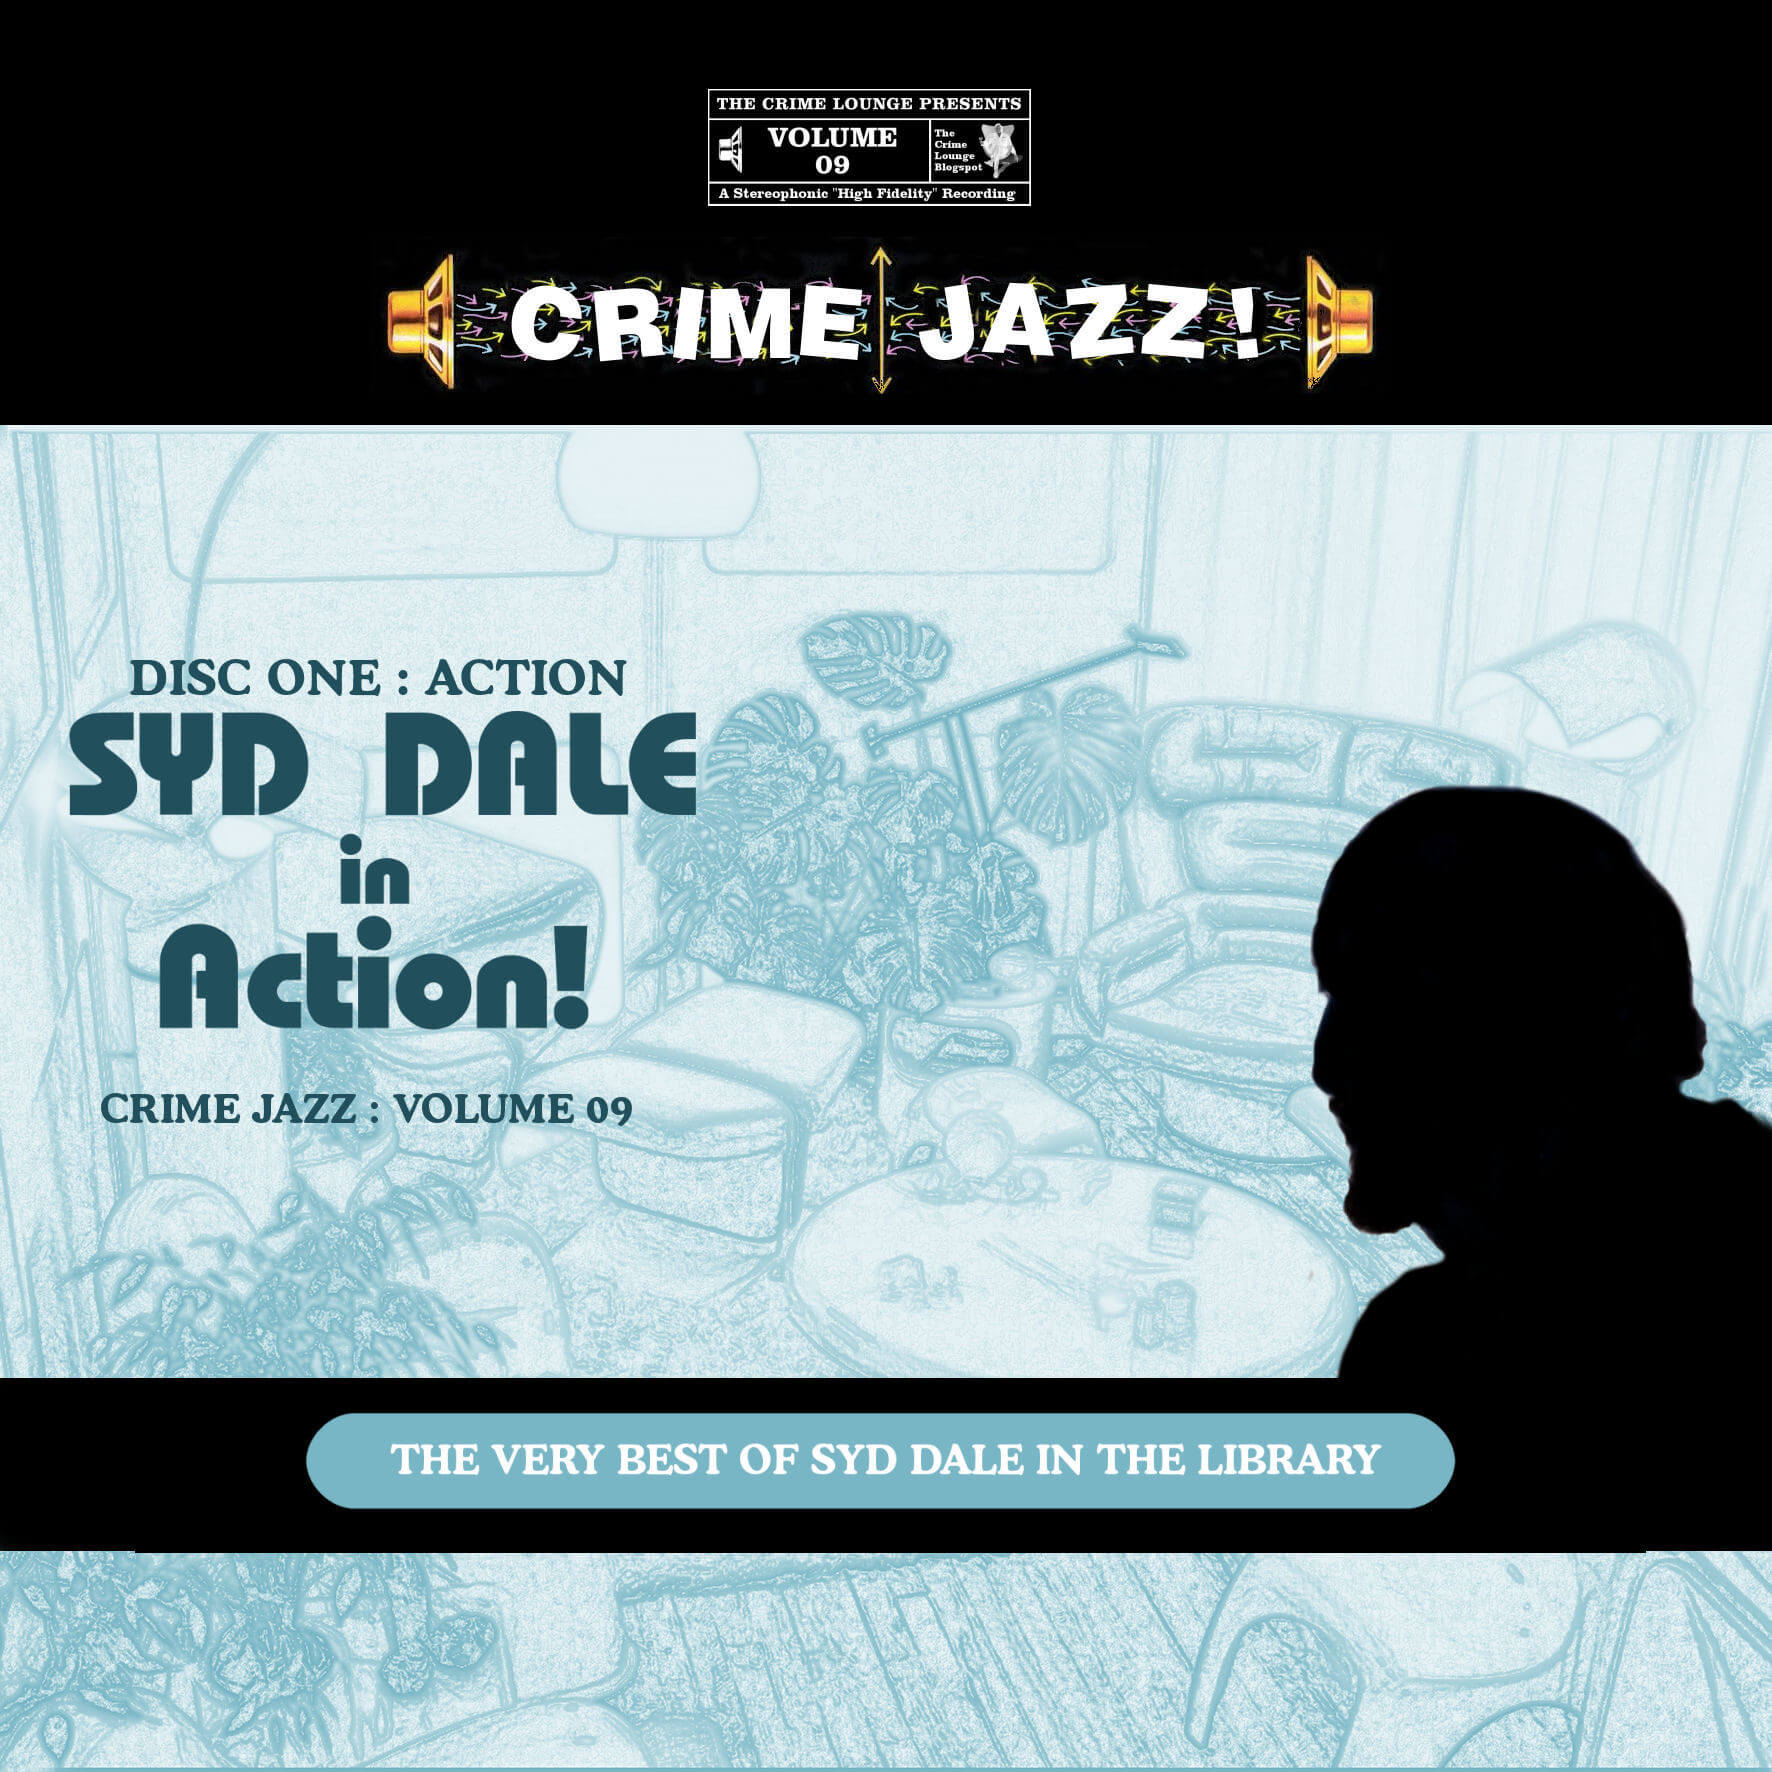 THE CRIME LOUNGE PRESENTS
VOLUME
09
The
Crime
Lounge
Blogspot
A Stereophonic "High Fidelity" Recording
CRIME JAZZ!
DISC ONE : ACTION
SYD DALE
in
Action!
CRIME JAZZ : VOLUME 09
THE VERY BEST OF SYD DALE IN THE LIBRARY